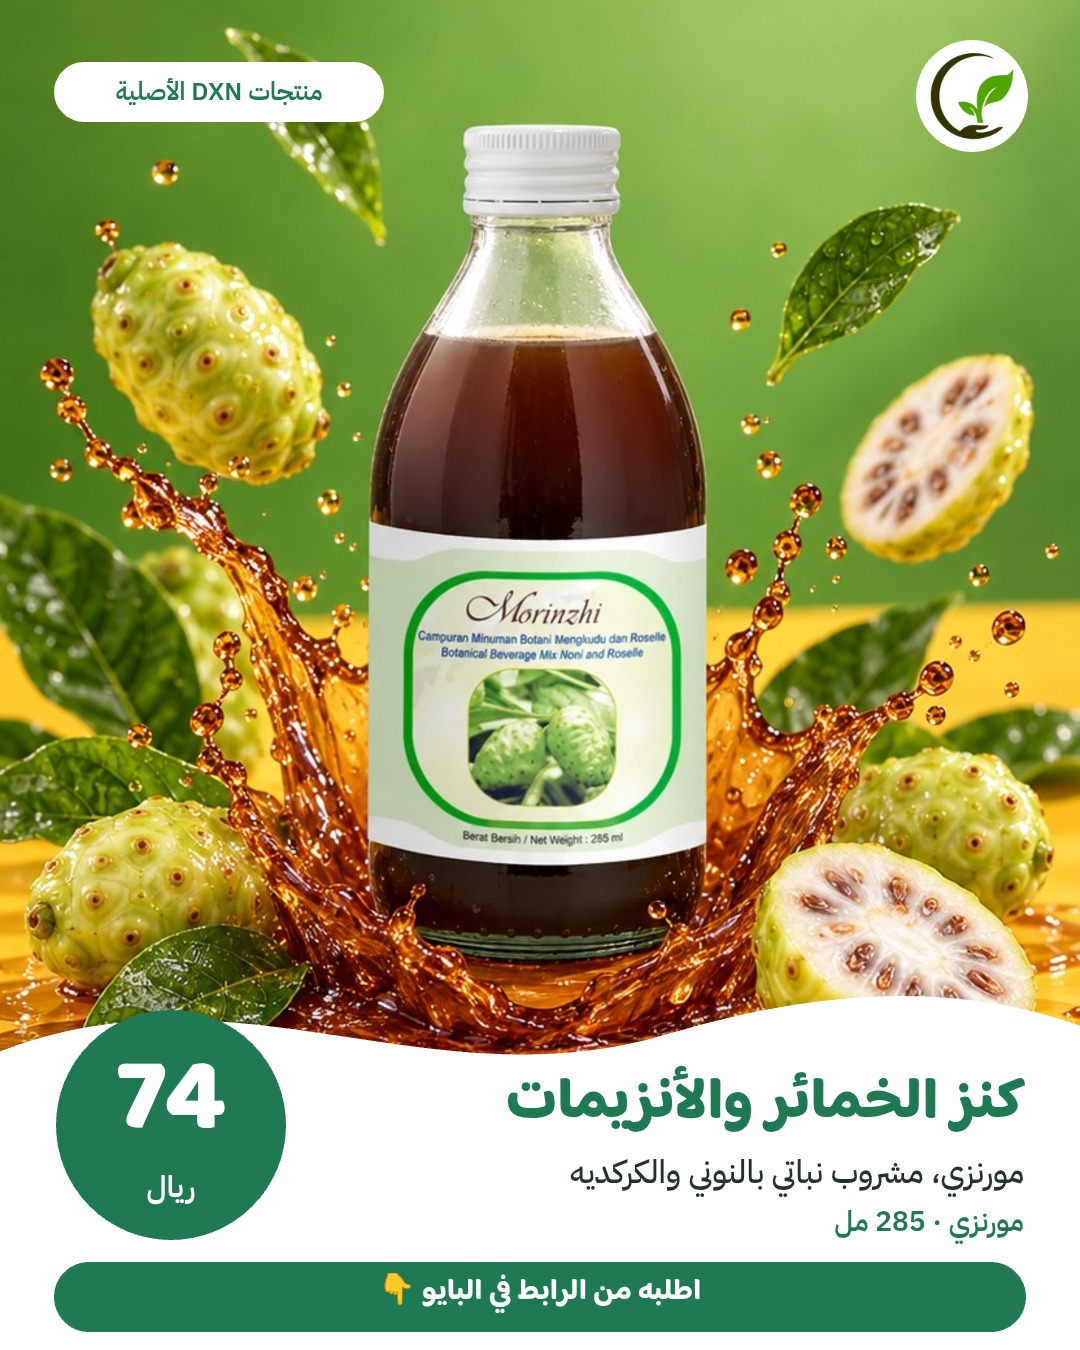 منتجات DXN الأصلية
Morinzhi
Campuran Minuman Botani Mengkudu dan Roselle
Botanical Beverage Mix Noni and Roselle
Berat Bersih / Net Weight : 285 ml
كنز الخمائر والأنزيمات
مورنزي، مشروب نباتي بالنوني والكركديه
مورنزي · 285 مل
74
ريال
اطلبه من الرابط في البايو 👇